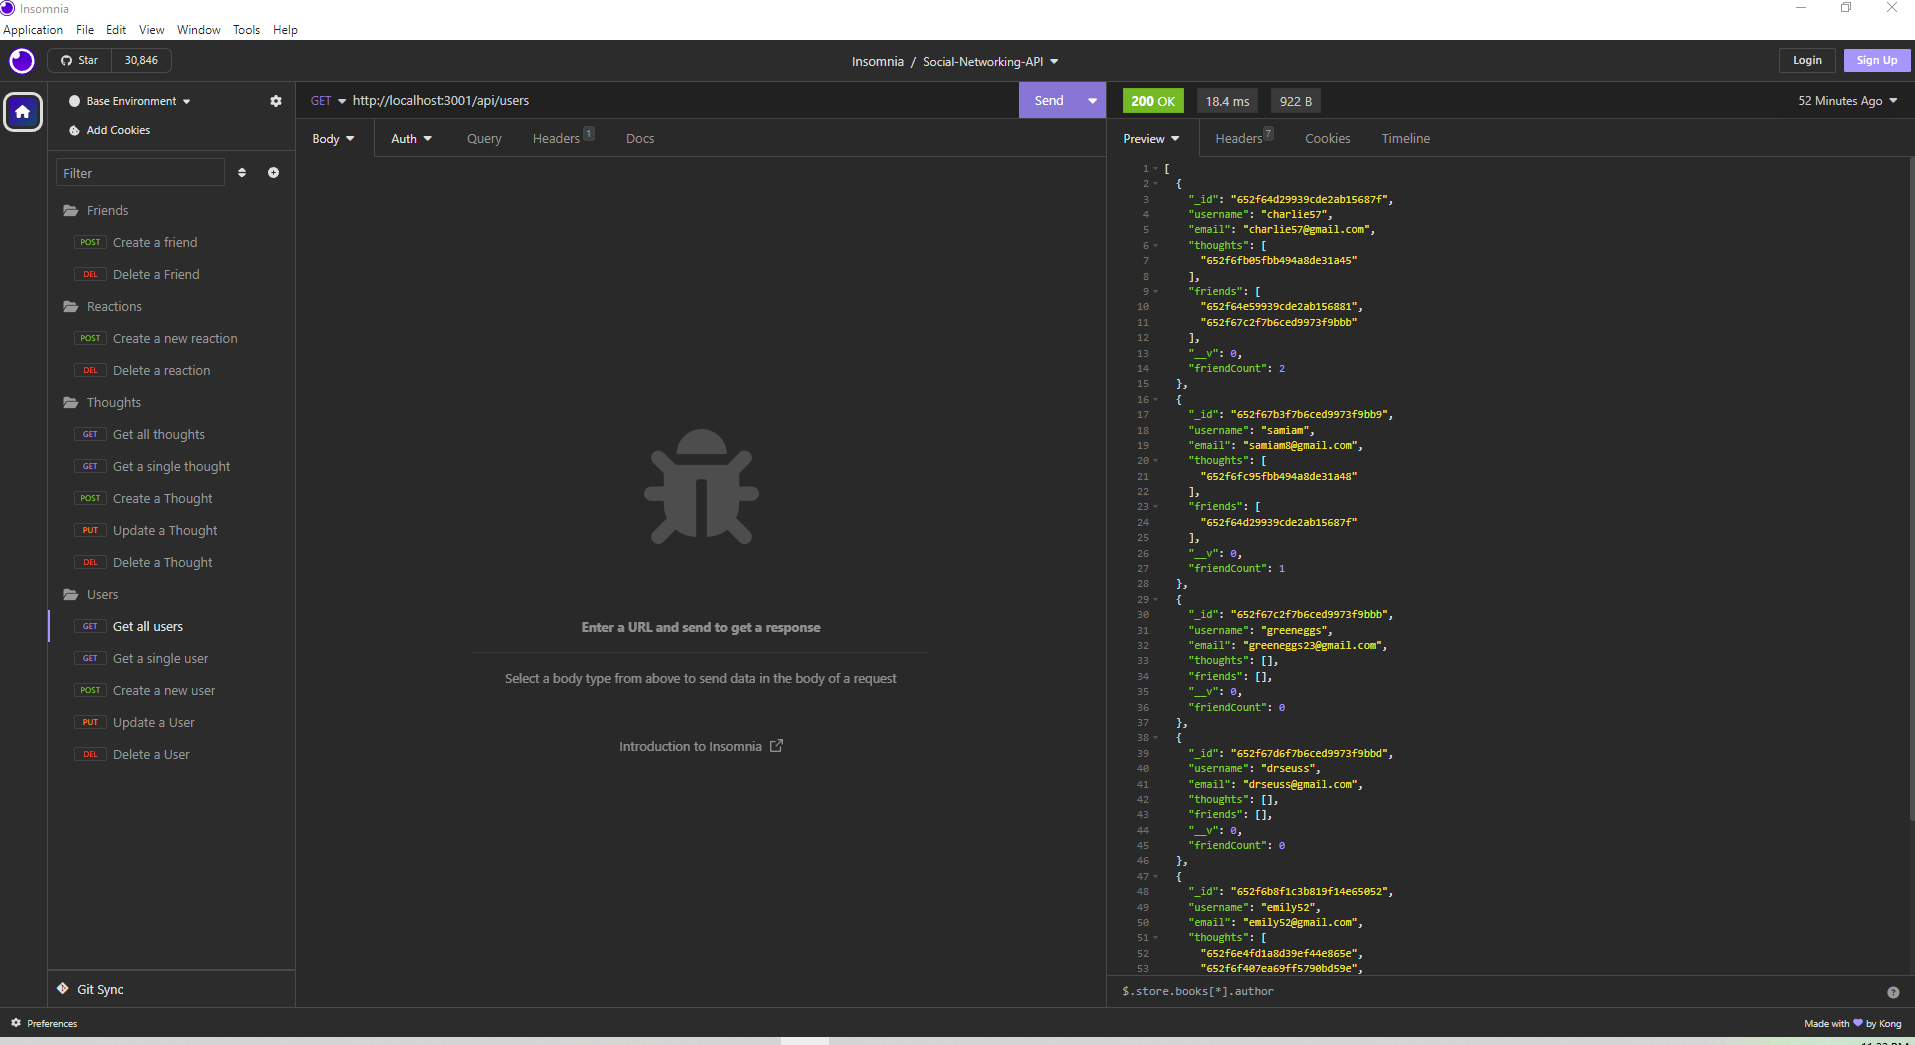 Insomnia
Application File Edit View Window Tools Help
Star 30,846
Insomnia / Social-Networking-API
Login Sign Up
Base Environment
Add Cookies
Filter
Friends
POST Create a friend
DEL Delete a Friend
Reactions
POST Create a new reaction
DEL Delete a reaction
Thoughts
GET Get all thoughts
GET Get a single thought
POST Create a Thought
PUT Update a Thought
DEL Delete a Thought
Users
GET Get all users
GET Get a single user
POST Create a new user
PUT Update a User
DEL Delete a User
Git Sync
Preferences
GET http://localhost:3001/api/users Send
Body Auth Query Headers 1 Docs
Enter a URL and send to get a response
Select a body type from above to send data in the body of a request
Introduction to Insomnia
200 OK 18.4 ms 922 B 52 Minutes Ago
Preview Headers 7 Cookies Timeline
1 [
2 {
3 "_id": "652f64d29939cde2ab15687f",
4 "username": "charlie57",
5 "email": "charlie57@gmail.com",
6 "thoughts": [
7 "652f6fb05fbb494a8de31a45"
8 ],
9 "friends": [
10 "652f64e59939cde2ab156881",
11 "652f67c2f7b6ced9973f9bbb"
12 ],
13 "__v": 0,
14 "friendCount": 2
15 },
16 {
17 "_id": "652f67b3f7b6ced9973f9bb9",
18 "username": "samiam",
19 "email": "samiam8@gmail.com",
20 "thoughts": [
21 "652f6fc95fbb494a8de31a48"
22 ],
23 "friends": [
24 "652f64d29939cde2ab15687f"
25 ],
26 "__v": 0,
27 "friendCount": 1
28 },
29 {
30 "_id": "652f67c2f7b6ced9973f9bbb",
31 "username": "greeneggs",
32 "email": "greeneggs23@gmail.com",
33 "thoughts": [],
34 "friends": [],
35 "__v": 0,
36 "friendCount": 0
37 },
38 {
39 "_id": "652f67d6f7b6ced9973f9bbd",
40 "username": "drseuss",
41 "email": "drseuss@gmail.com",
42 "thoughts": [],
43 "friends": [],
44 "__v": 0,
45 "friendCount": 0
46 },
47 {
48 "_id": "652f6b8f1c3b819f14e65052",
49 "username": "emily52",
50 "email": "emily52@gmail.com",
51 "thoughts": [
52 "652f6e4fd1a8d39ef44e865e",
53 "652f6f407ea69ff5790bd59e",
$.store.books[*].author
Made with by Kong